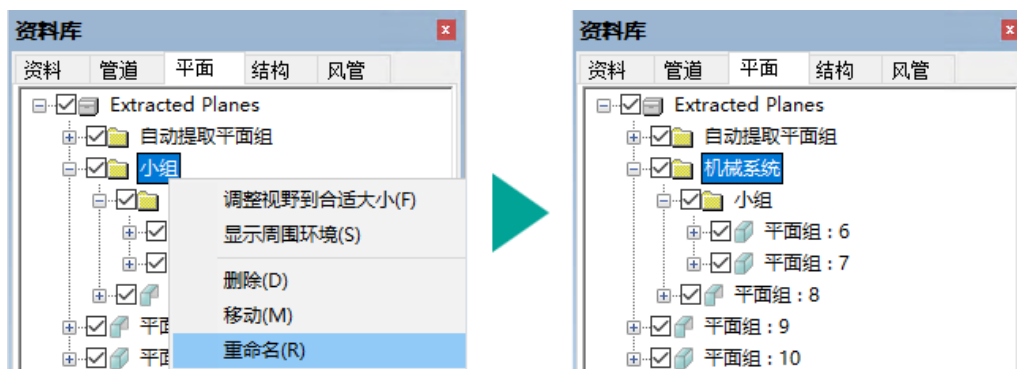 资料库
资料 管道 平面 结构 风管
Extracted Planes
自动提取平面组
小组
调整视野到合适大小(F)
显示周围环境(S)
删除(D)
移动(M)
平面
重命名(R)
平面
资料库
资料 管道 平面 结构 风管
Extracted Planes
自动提取平面组
机械系统
小组
平面组 : 6
平面组 : 7
平面组 : 8
平面组 : 9
平面组 : 10